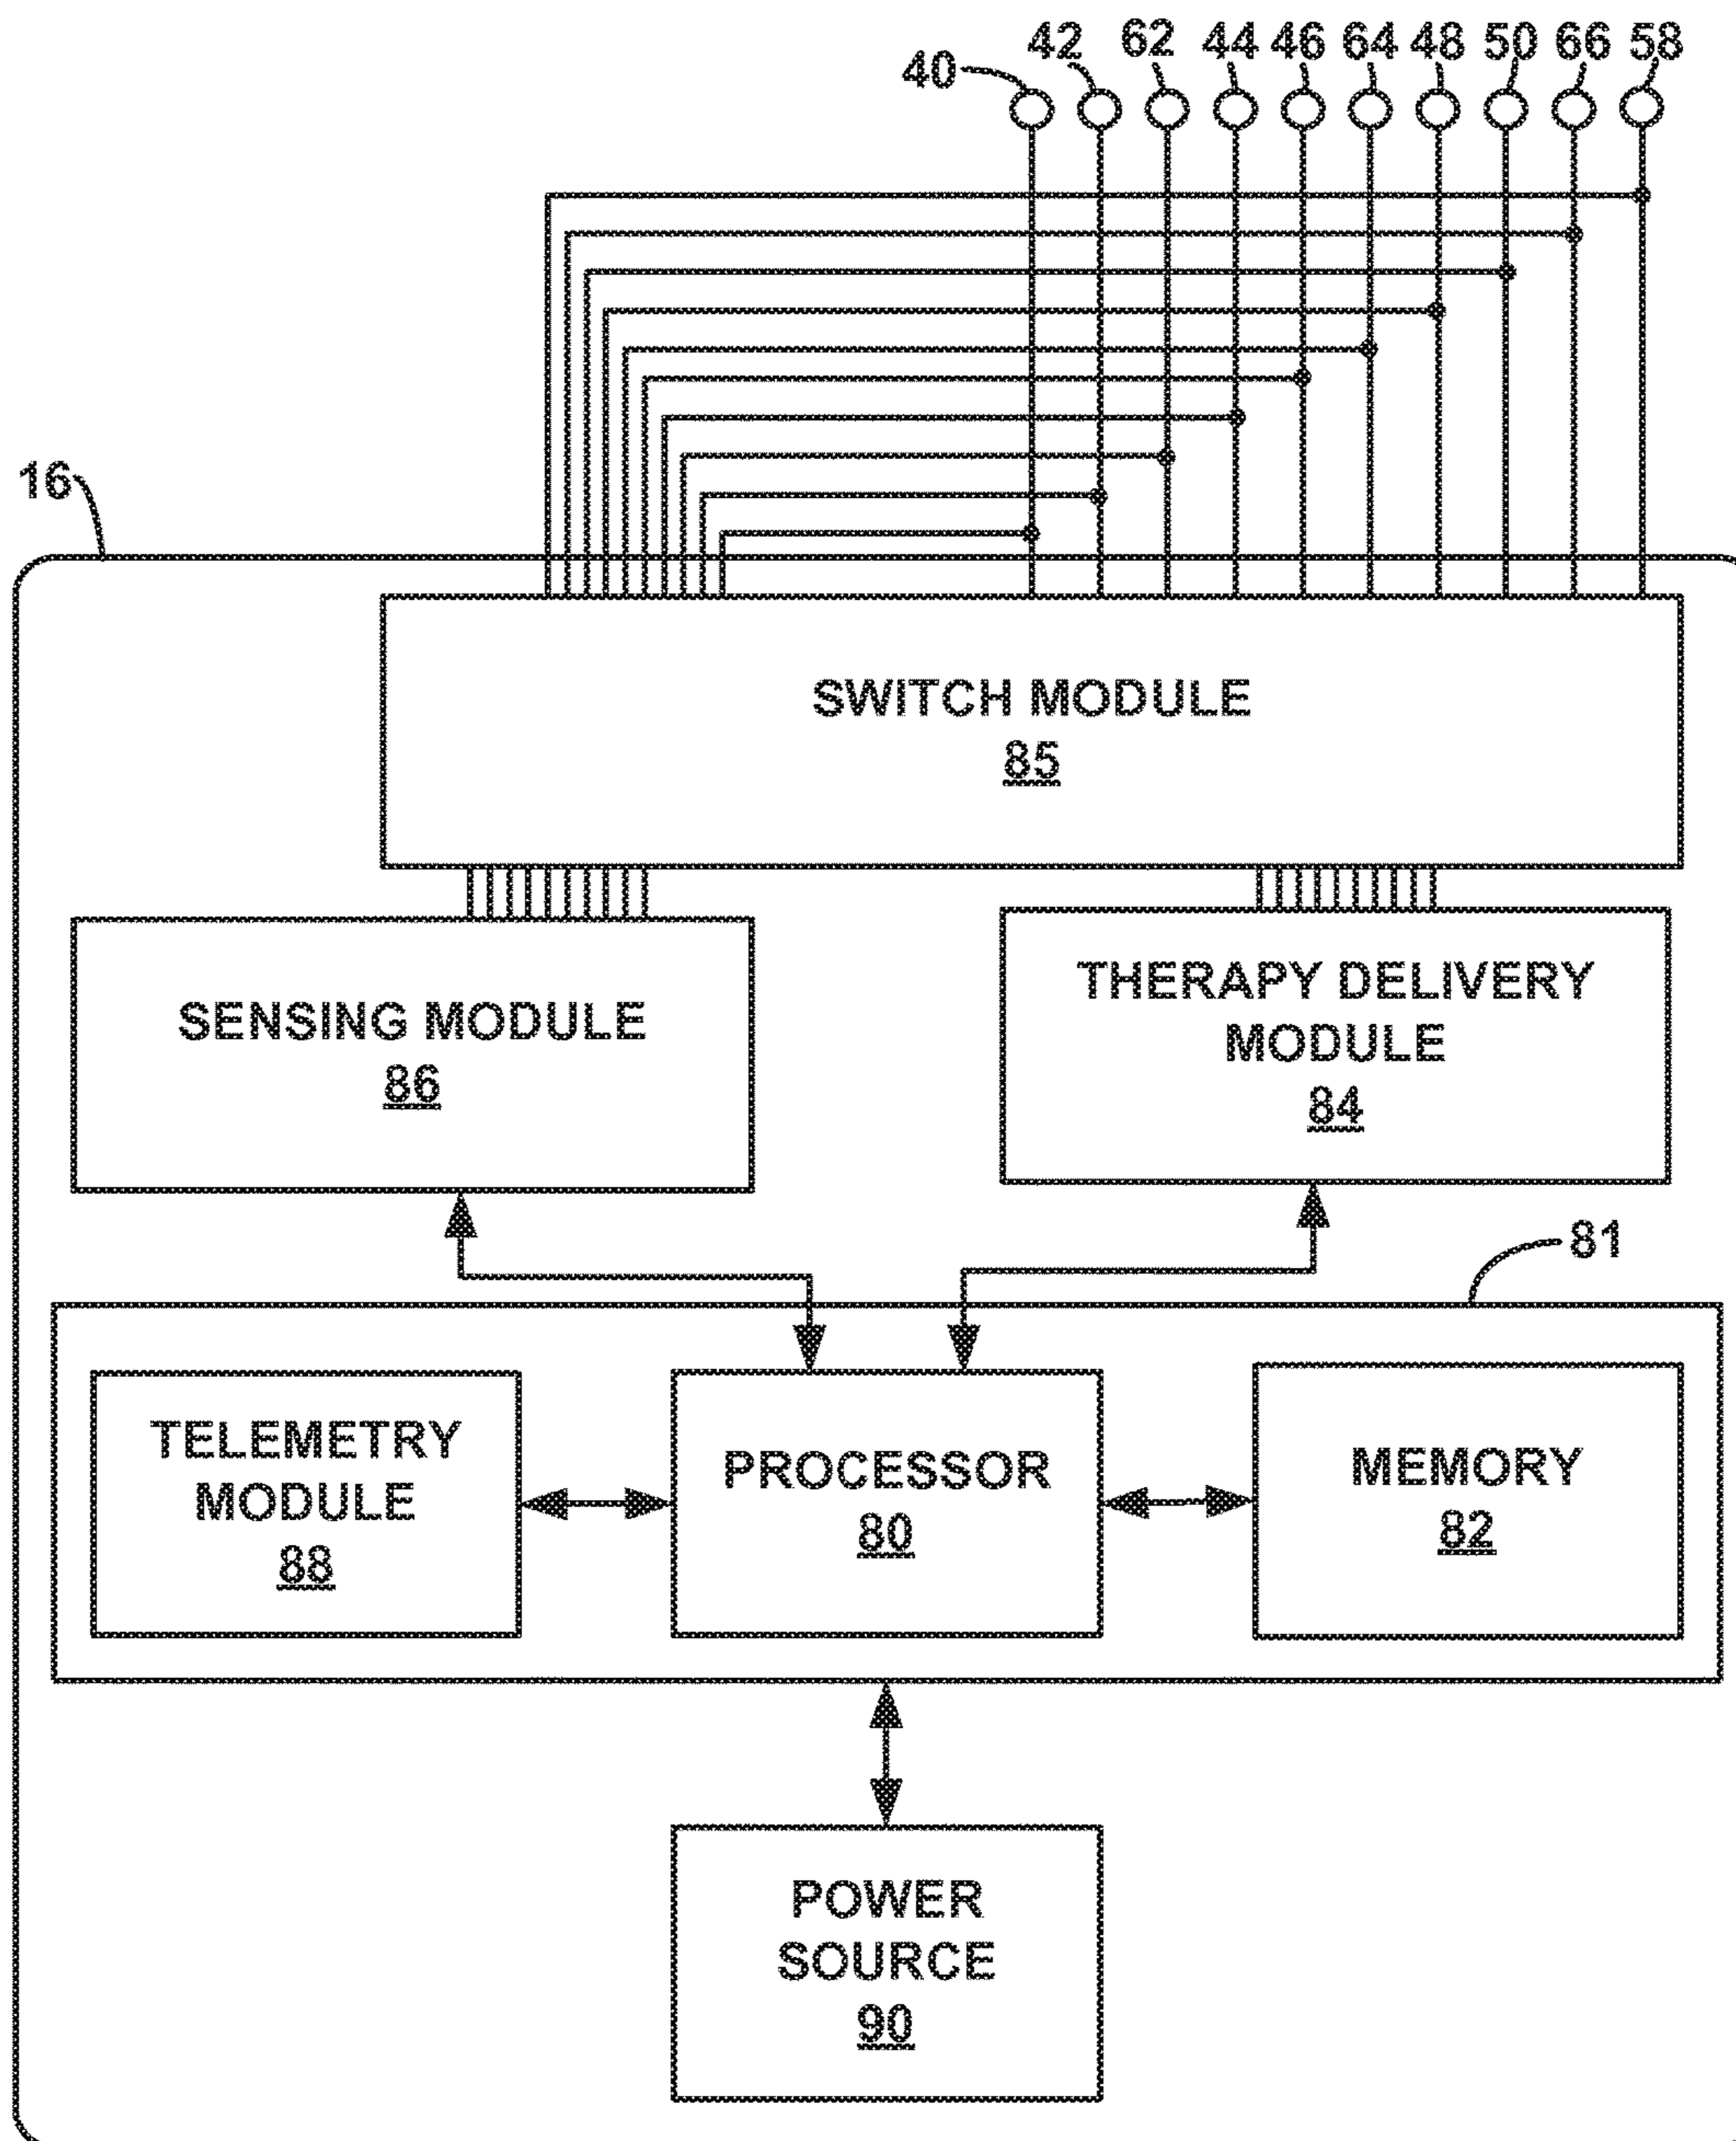 40 42 62 44 46 64 48 50 66 58
16
SWITCH MODULE
85
SENSING MODULE
86
THERAPY DELIVERY
MODULE
84
81
TELEMETRY
MODULE
88
PROCESSOR
80
MEMORY
82
POWER
SOURCE
90